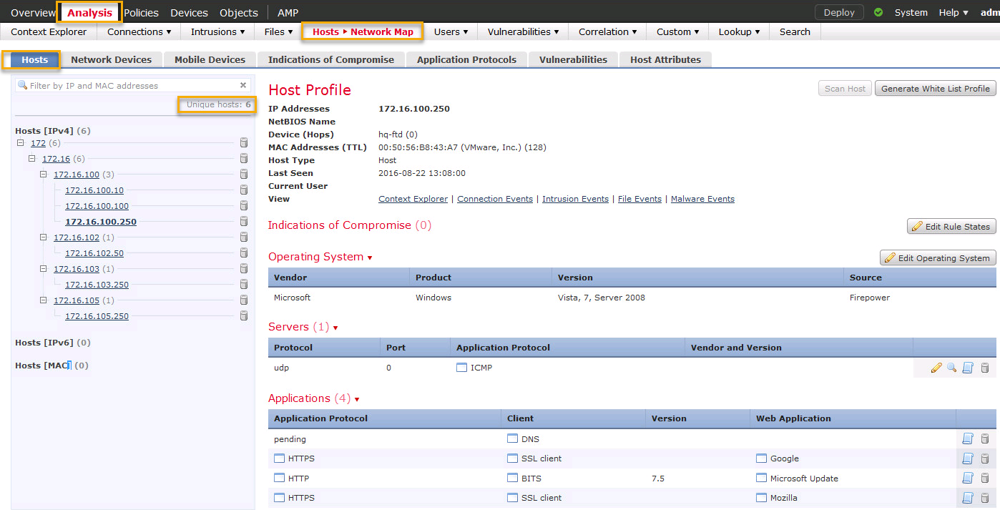 Overview Analysis Policies Devices Objects AMP Deploy System Help ▾ adm
Context Explorer Connections ▾ Intrusions ▾ Files ▾ Hosts ▸ Network Map Users ▾ Vulnerabilities ▾ Correlation ▾ Custom ▾ Lookup ▾ Search
Hosts Network Devices Mobile Devices Indications of Compromise Application Protocols Vulnerabilities Host Attributes
Filter by IP and MAC addresses ×
Unique hosts: 6
Hosts [IPv4] (6)
172 (6)
172.16 (6)
172.16.100 (3)
172.16.100.10
172.16.100.100
172.16.100.250
172.16.102 (1)
172.16.102.50
172.16.103 (1)
172.16.103.250
172.16.105 (1)
172.16.105.250
Hosts [IPv6] (0)
Hosts [MAC] (0)
Host Profile Scan Host Generate White List Profile
IP Addresses 172.16.100.250
NetBIOS Name
Device (Hops) hq-ftd (0)
MAC Addresses (TTL) 00:50:56:B8:43:A7 (VMware, Inc.) (128)
Host Type Host
Last Seen 2016-08-22 13:08:00
Current User
View Context Explorer | Connection Events | Intrusion Events | File Events | Malware Events
Indications of Compromise (0) Edit Rule States
Operating System ▾ Edit Operating System
Vendor Product Version Source
Microsoft Windows Vista, 7, Server 2008 Firepower
Servers (1) ▾
Protocol Port Application Protocol Vendor and Version
udp 0 ICMP
Applications (4) ▾
Application Protocol Client Version Web Application
pending DNS
HTTPS SSL client Google
HTTP BITS 7.5 Microsoft Update
HTTPS SSL client Mozilla